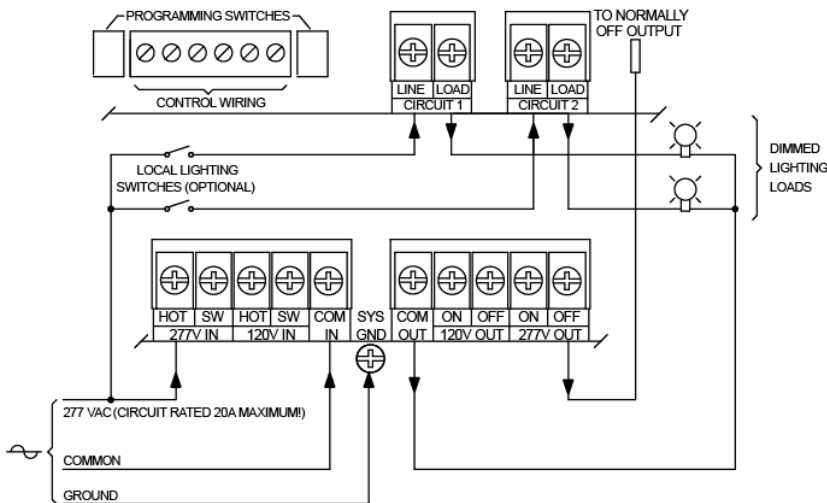 PROGRAMMING SWITCHES
CONTROL WIRING
TO NORMALLY
OFF OUTPUT
LINE LOAD
CIRCUIT 1
LINE LOAD
CIRCUIT 2
LOCAL LIGHTING
SWITCHES (OPTIONAL)
DIMMED
LIGHTING
LOADS
HOT SW HOT SW COM
277V IN 120V IN IN
SYS
GND
COM ON OFF ON OFF
OUT 120V OUT 277V OUT
277 VAC (CIRCUIT RATED 20A MAXIMUM!)
COMMON
GROUND